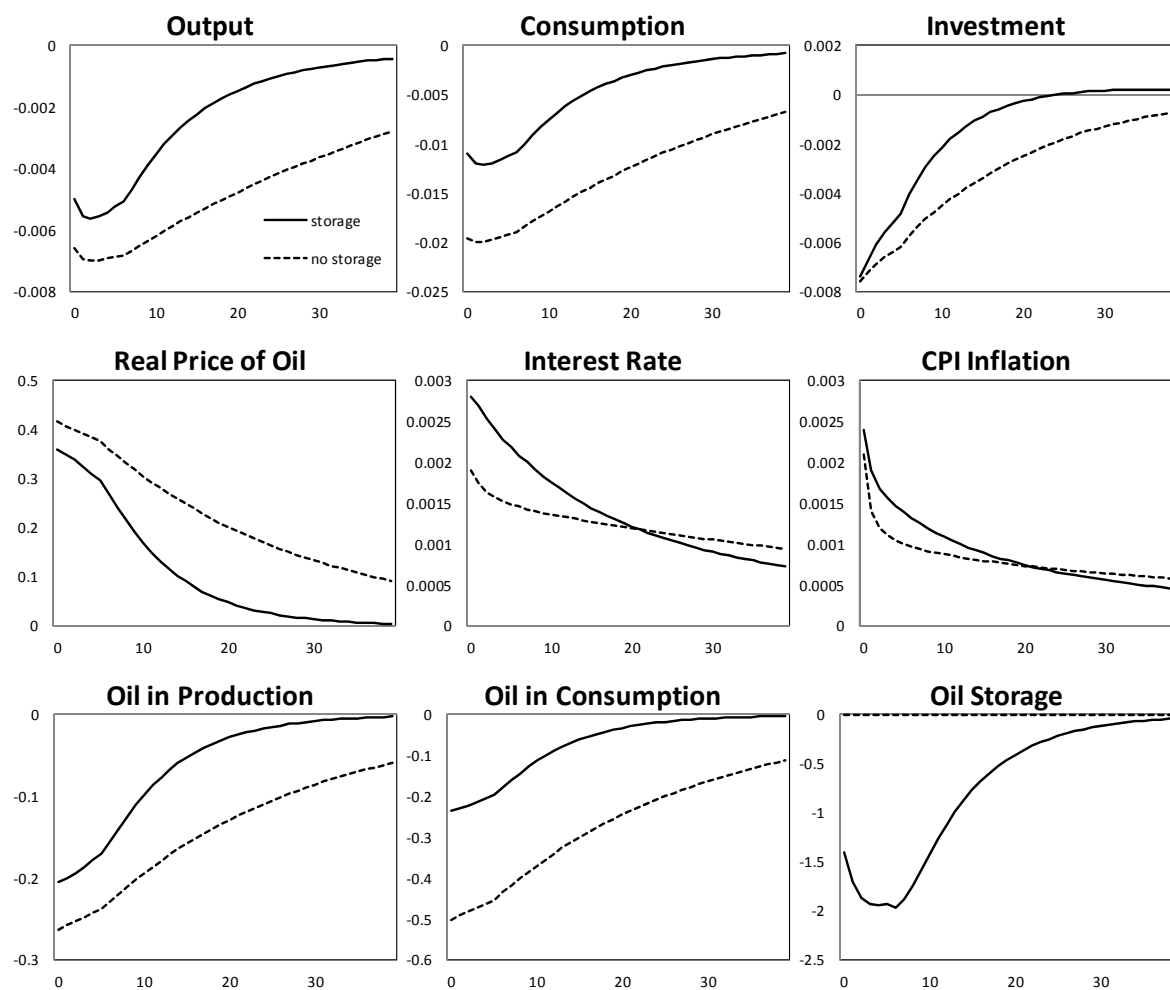 Output
0
-0.002
-0.004
-0.006
-0.008
storage
no storage
0 10 20 30
Consumption
0
-0.005
-0.01
-0.015
-0.02
-0.025
0 10 20 30
Investment
0.002
0
-0.002
-0.004
-0.006
-0.008
0 10 20 30
Real Price of Oil
0.5
0.4
0.3
0.2
0.1
0
0 10 20 30
Interest Rate
0.003
0.0025
0.002
0.0015
0.001
0.0005
0
0 10 20 30
CPI Inflation
0.003
0.0025
0.002
0.0015
0.001
0.0005
0
0 10 20 30
Oil in Production
0
-0.1
-0.2
-0.3
0 10 20 30
Oil in Consumption
0
-0.1
-0.2
-0.3
-0.4
-0.5
-0.6
0 10 20 30
Oil Storage
0
-0.5
-1
-1.5
-2
-2.5
0 10 20 30